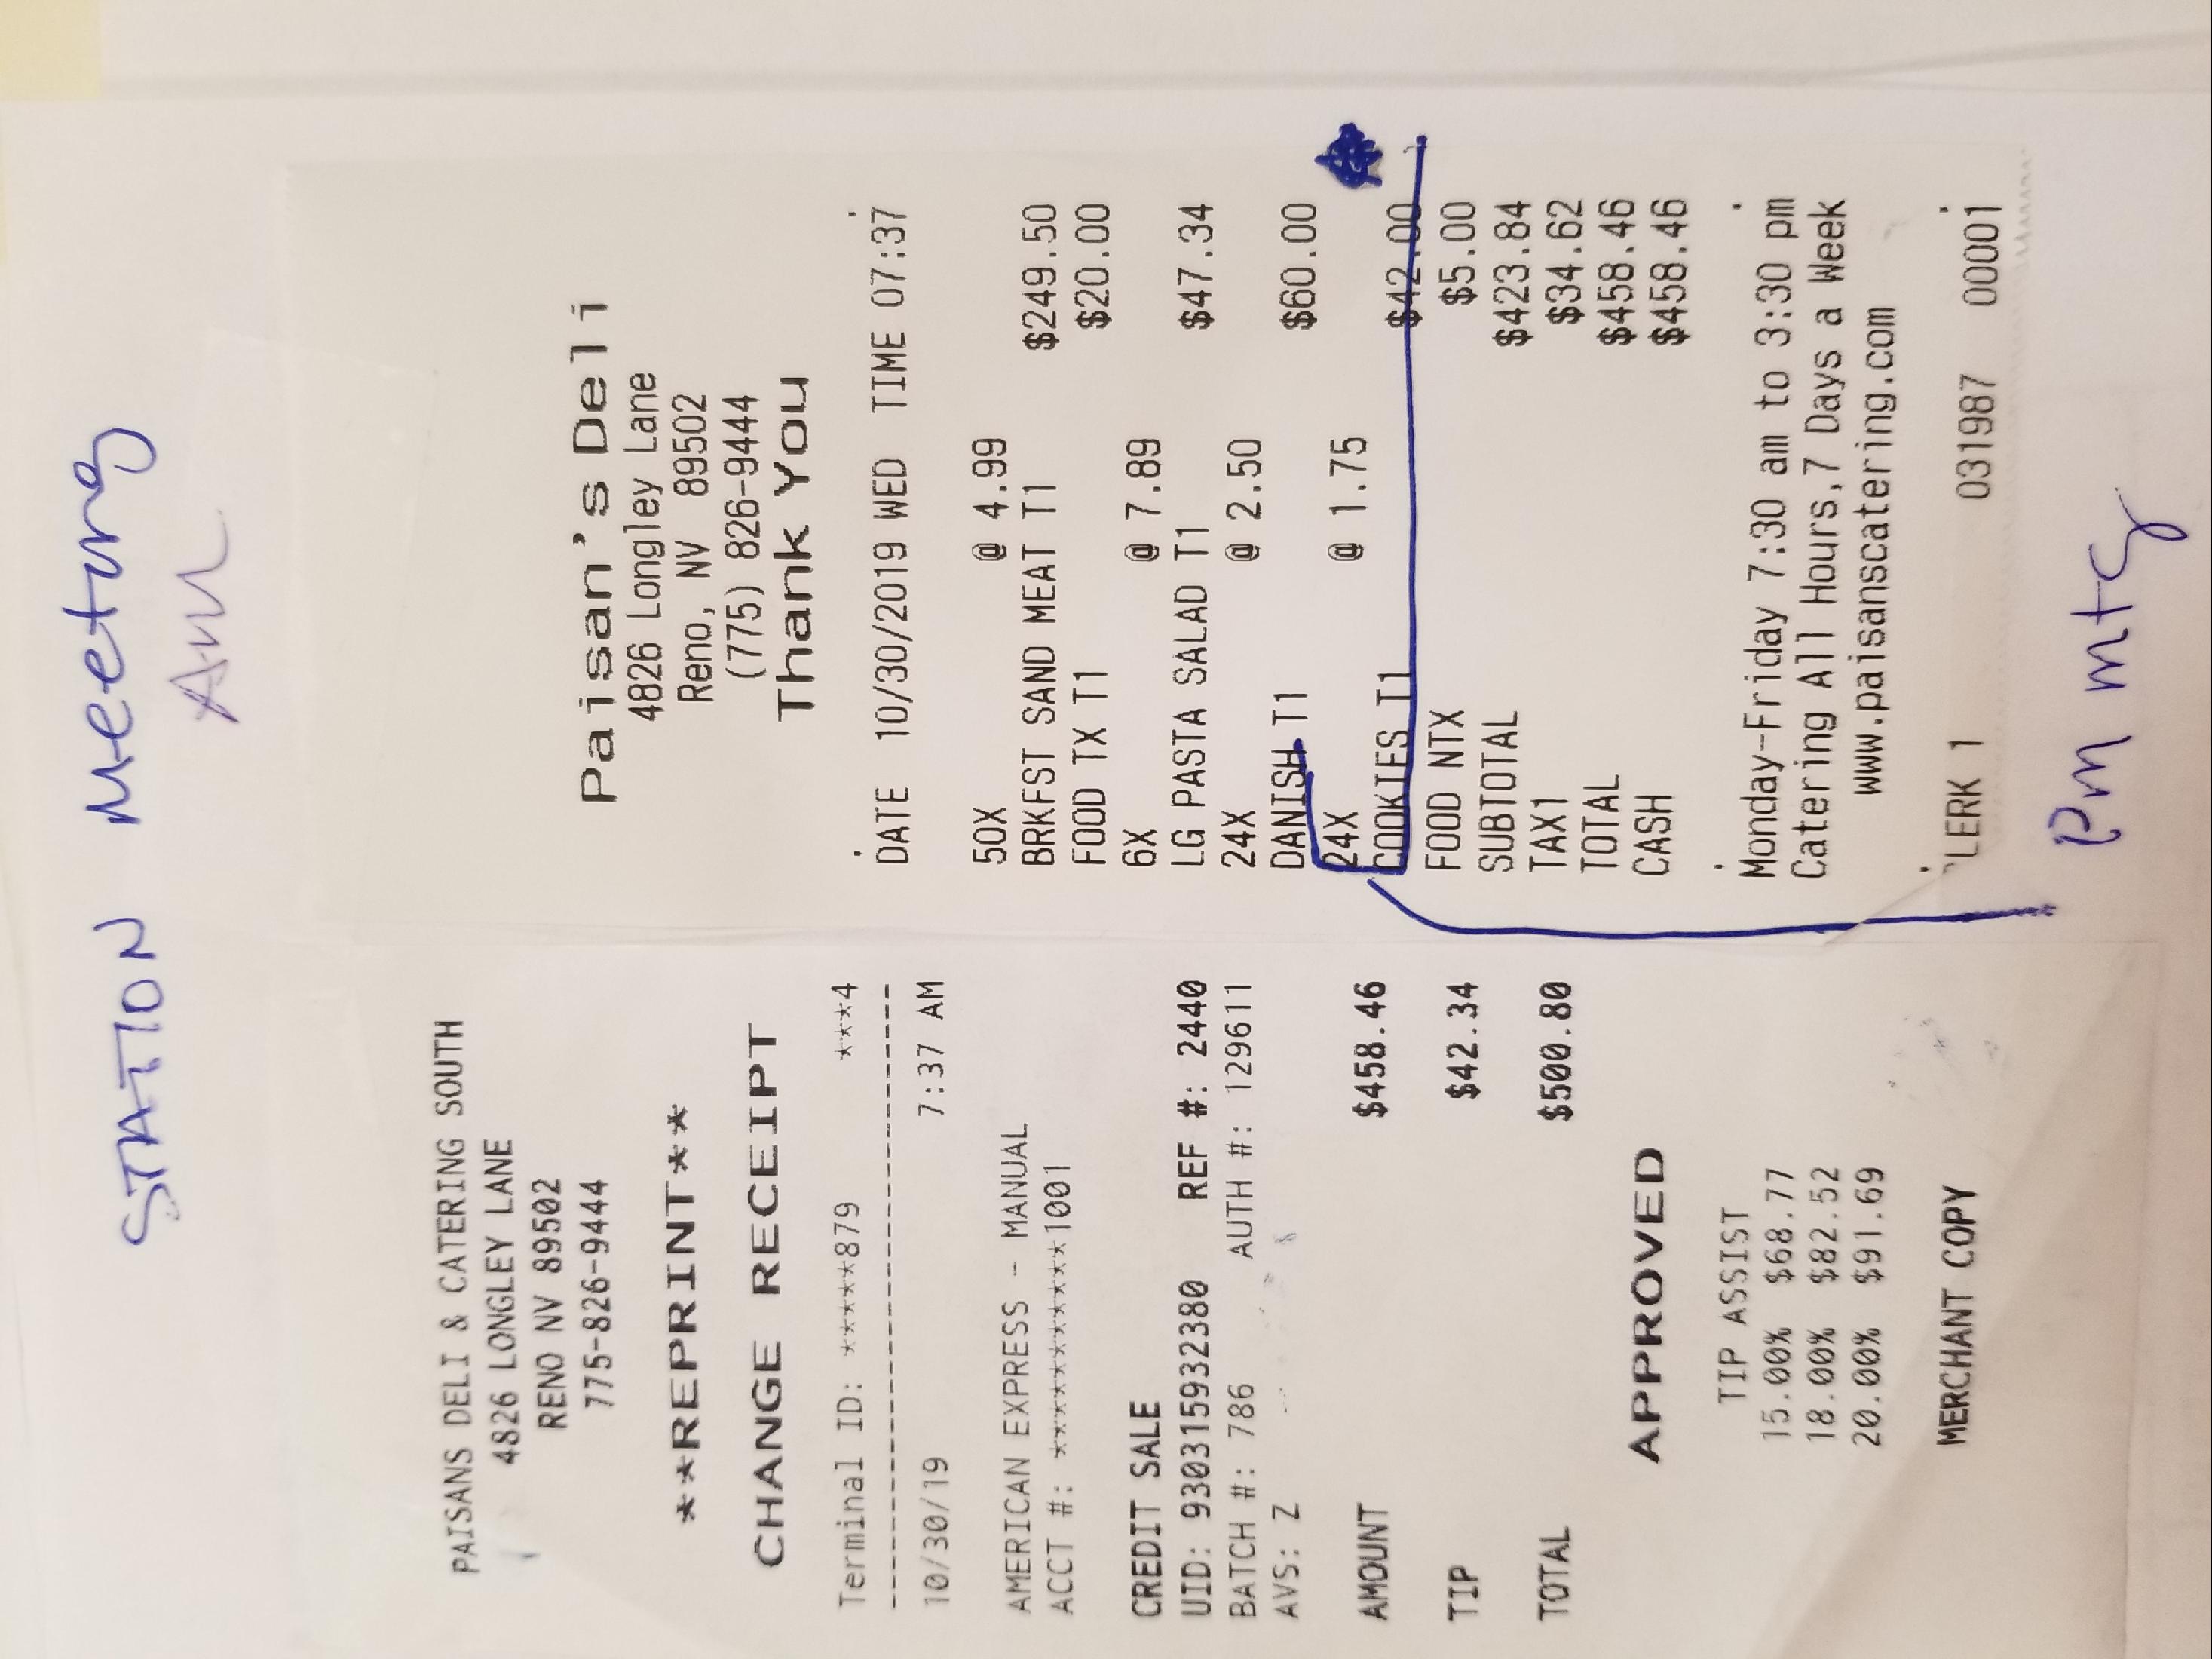 STATION Meeting
Am
PAISANS DELI & CATERING SOUTH
4826 LONGLEY LANE
RENO NV 89502
775-826-9444
**REPRINT**
CHANGE RECEIPT
Terminal ID: *****879 ****4
10/30/19 7:37 AM
AMERICAN EXPRESS - MANUAL
ACCT #: ***********1001
CREDIT SALE
UID: 930315932380 REF #: 2440
BATCH #: 786 AUTH #: 129611
AVS: Z
AMOUNT $458.46
TIP $42.34
TOTAL $500.80
APPROVED
TIP ASSIST
15.00% $68.77
18.00% $82.52
20.00% $91.69
MERCHANT COPY
Paisan's Deli
4826 Longley Lane
Reno, NV 89502
(775) 826-9444
Thank You
DATE 10/30/2019 WED TIME 07:37
50X @ 4.99
BRKFST SAND MEAT T1 $249.50
FOOD TX T1 $20.00
6X @ 7.89
LG PASTA SALAD T1 $47.34
24X @ 2.50
DANISH T1 $60.00
24X @ 1.75
COOKIES T1 $42.00
FOOD NTX $5.00
SUBTOTAL $423.84
TAX1 $34.62
TOTAL $458.46
CASH $458.46
Monday-Friday 7:30 am to 3:30 pm
Catering All Hours,7 Days a Week
www.paisanscatering.com
CLERK 1 031987 00001
Pm mtg